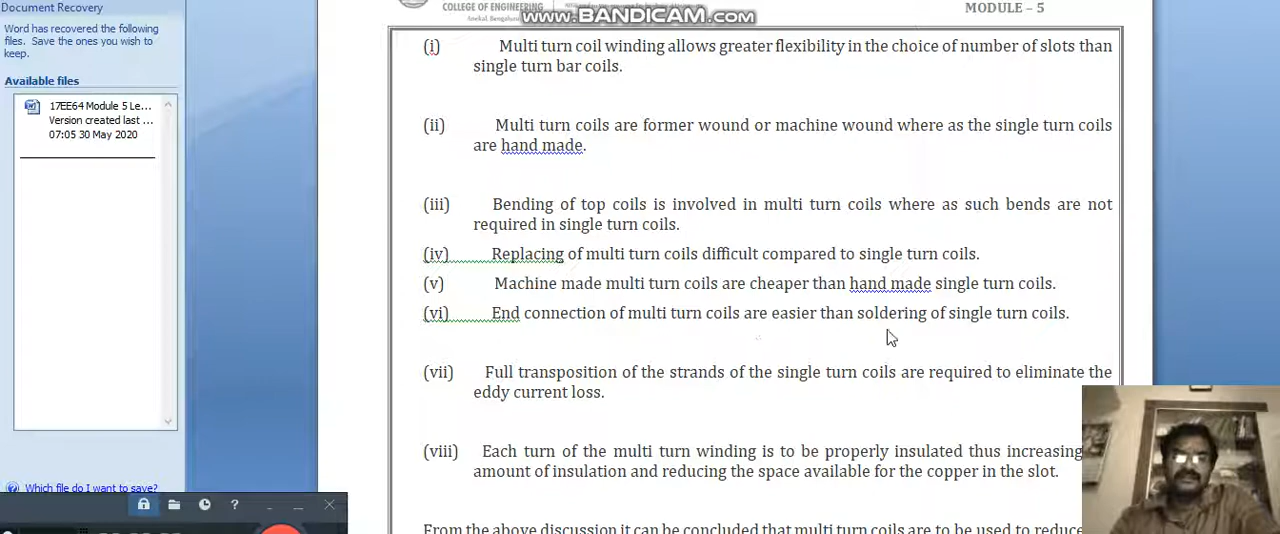 Document Recovery
Word has recovered the following
files. Save the ones you wish to
keep.
Available files
17EE64 Module 5 Le...
Version created last ...
07:05 30 May 2020
Which file do I want to save?
?
COLLEGE OF ENGINEERING
Anekal, Bengaluru
www.BANDICAM.com
MODULE – 5
(i) Multi turn coil winding allows greater flexibility in the choice of number of slots than
single turn bar coils.
(ii) Multi turn coils are former wound or machine wound where as the single turn coils
are hand made.
(iii) Bending of top coils is involved in multi turn coils where as such bends are not
required in single turn coils.
(iv) Replacing of multi turn coils difficult compared to single turn coils.
(v) Machine made multi turn coils are cheaper than hand made single turn coils.
(vi) End connection of multi turn coils are easier than soldering of single turn coils.
(vii) Full transposition of the strands of the single turn coils are required to eliminate the
eddy current loss.
(viii) Each turn of the multi turn winding is to be properly insulated thus increasing
amount of insulation and reducing the space available for the copper in the slot.
From the above discussion it can be concluded that multi turn coils are to be used to reduce